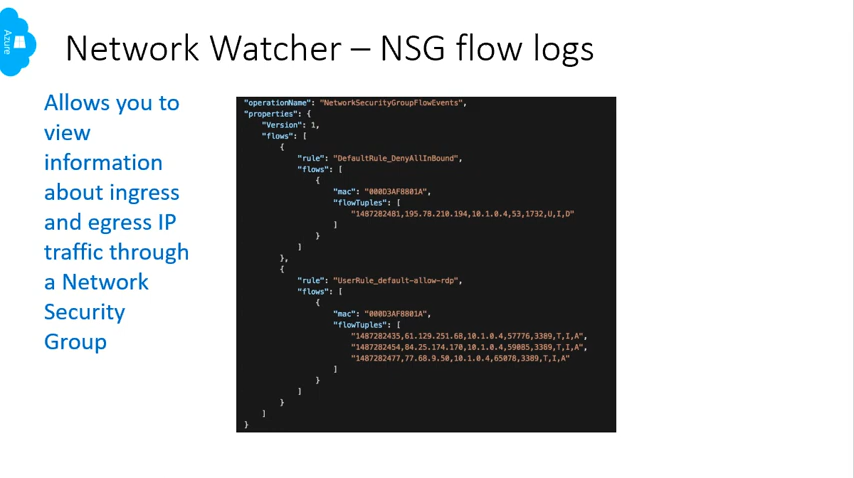 Azure
Network Watcher – NSG flow logs
Allows you to
view
information
about ingress
and egress IP
traffic through
a Network
Security
Group
"operationName": "NetworkSecurityGroupFlowEvents",
"properties": {
"Version": 1,
"flows": [
{
"rule": "DefaultRule_DenyAllInBound",
"flows": [
{
"mac": "000D3AF8801A",
"flowTuples": [
"1487282481,195.78.210.194,10.1.0.4,53,1732,U,I,D"
]
}
]
},
{
"rule": "UserRule_default-allow-rdp",
"flows": [
{
"mac": "000D3AF8801A",
"flowTuples": [
"1487282435,61.129.251.68,10.1.0.4,57776,3389,T,I,A",
"1487282454,84.25.174.170,10.1.0.4,59085,3389,T,I,A",
"1487282477,77.68.9.50,10.1.0.4,65078,3389,T,I,A"
]
}
]
}
]
}